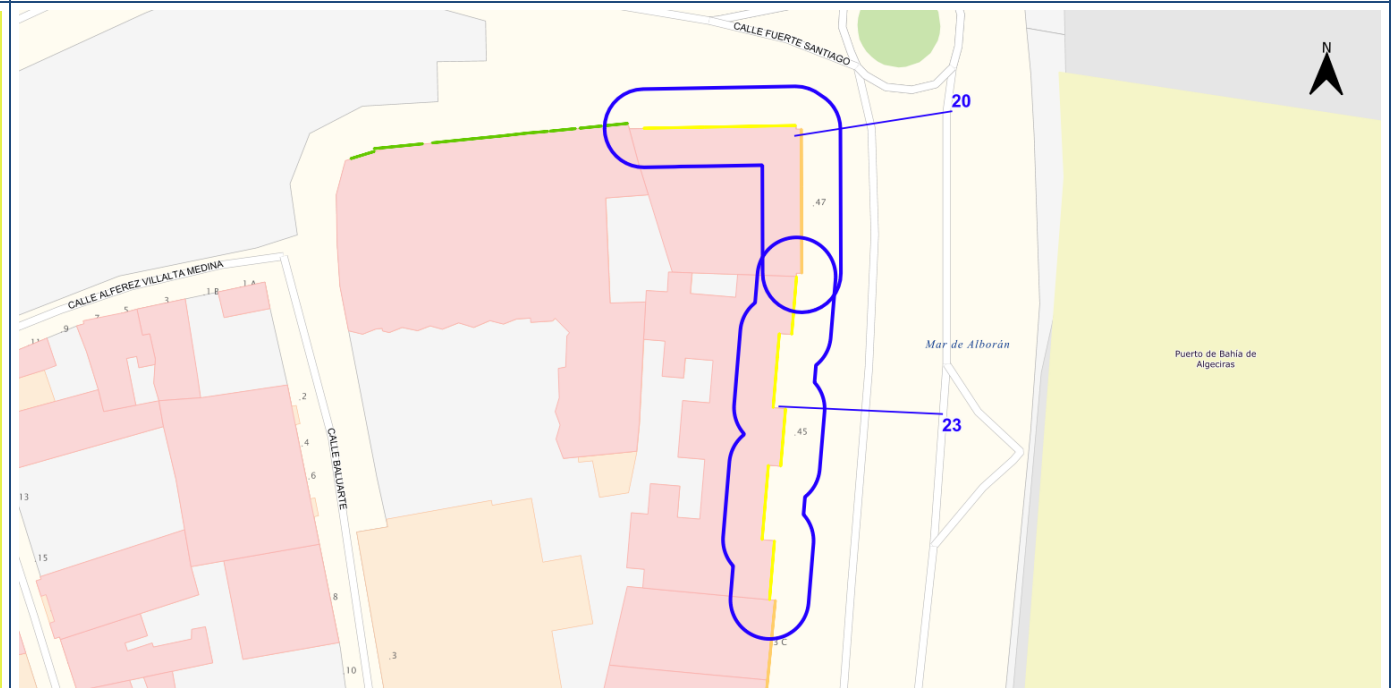 CALLE FUERTE SANTIAGO
N
20
.47
CALLE ALFEREZ VILLALTA MEDINA
.1 B
.1 A
3
5
7
.9
11
Mar de Alborán
Puerto de Bahía de
Algeciras
.2
23
.45
CALLE BALUARTE
.4
.6
13
.15
8
3 C
.3
.10